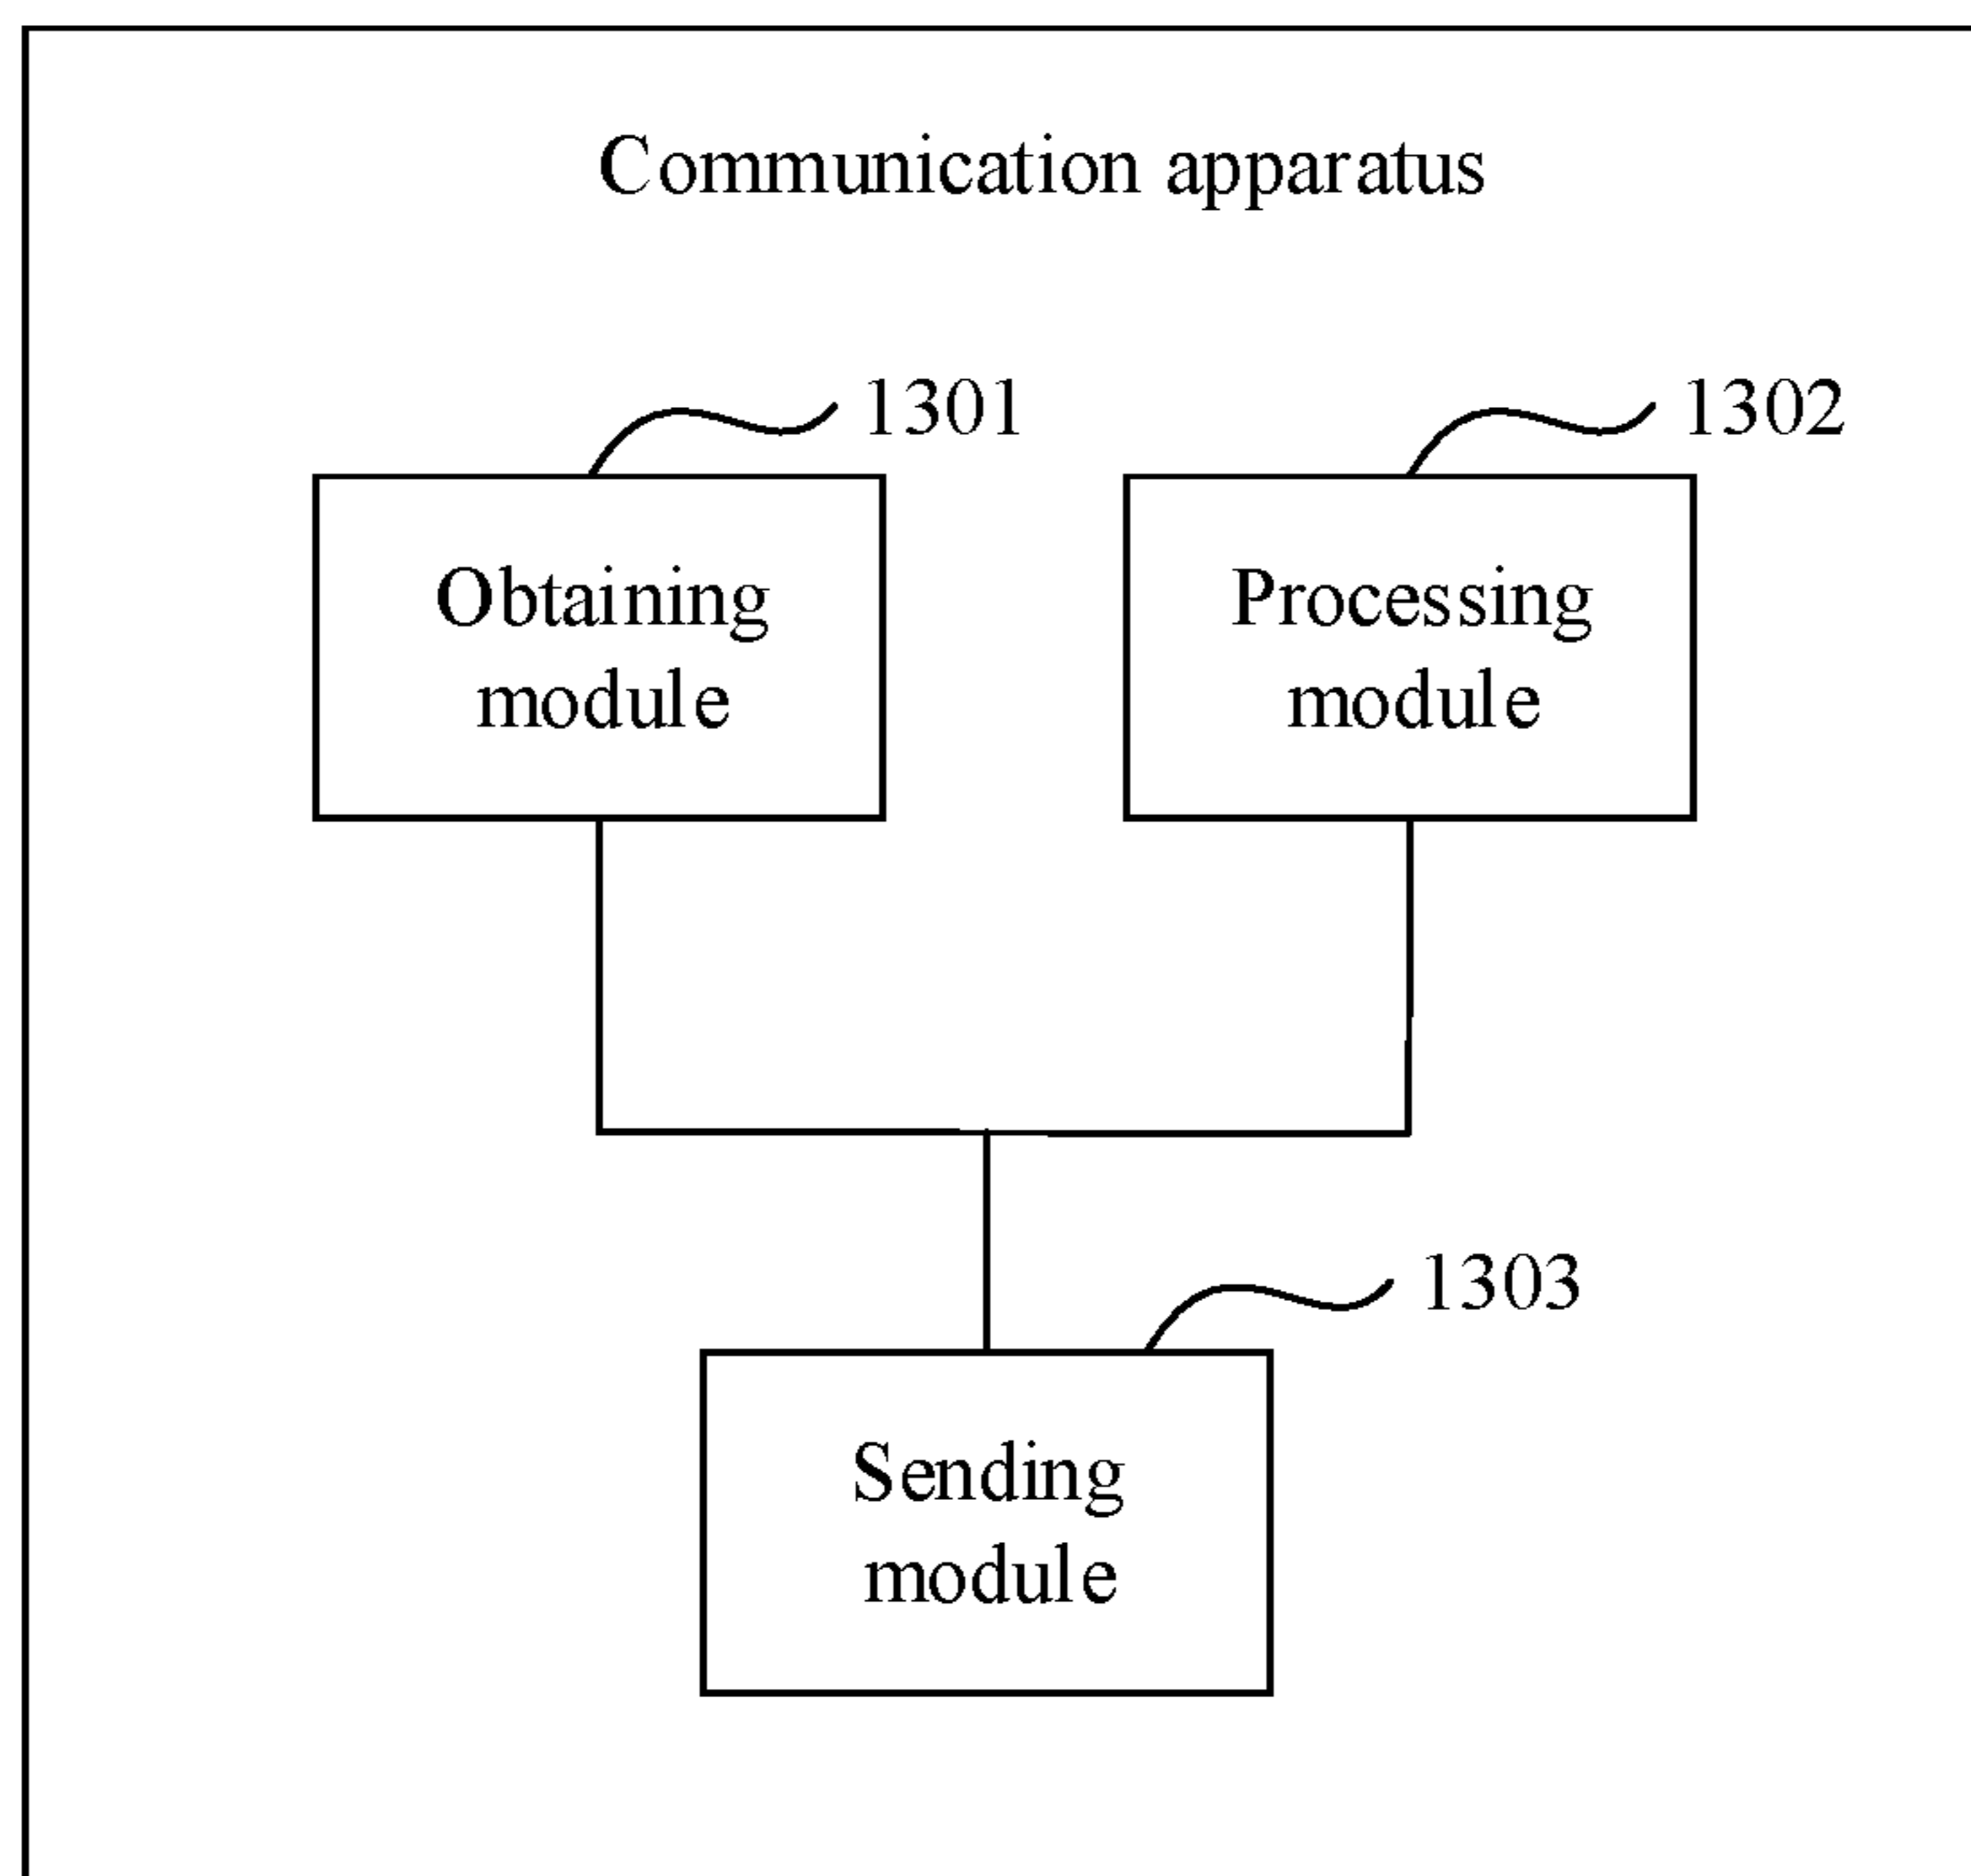 Communication apparatus
1301
1302
Obtaining
module
Processing
module
1303
Sending
module